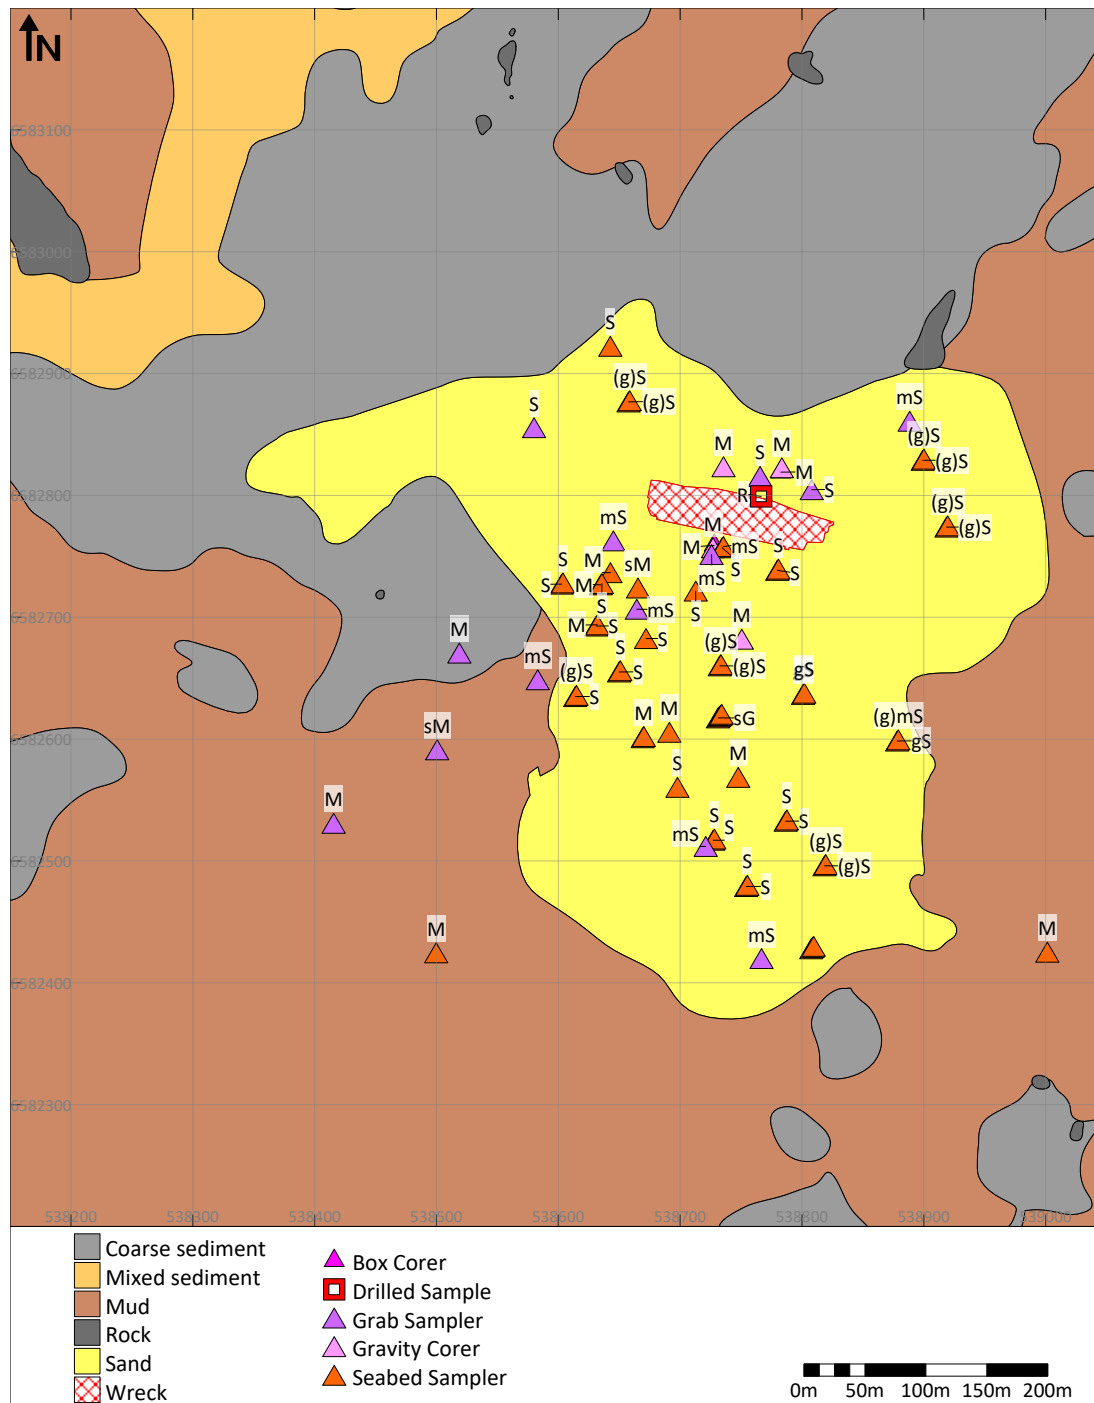 N
6583100
6583000
S
6582900
(g)S
(g)S
mS
S
(g)S
M
S
M
(g)S
M
S
6582800
R
(g)S
(g)S
mS
M
M
mS
S
S
S
S
M
sM
mS
S
M
S
mS
S
6582700
M
S
M
S
S
(g)S
M
mS
S
(g)S
(g)S
S
gS
S
M
M
sG
(g)mS
sM
gS
6582600
M
S
M
S
S
S
S
mS
(g)S
6582500
S
(g)S
S
M
mS
M
6582400
6582300
538200
538300
538400
538500
538600
538700
538800
538900
539000
Coarse sediment
Mixed sediment
Mud
Rock
Sand
Wreck
Box Corer
Drilled Sample
Grab Sampler
Gravity Corer
Seabed Sampler
0m 50m 100m 150m 200m